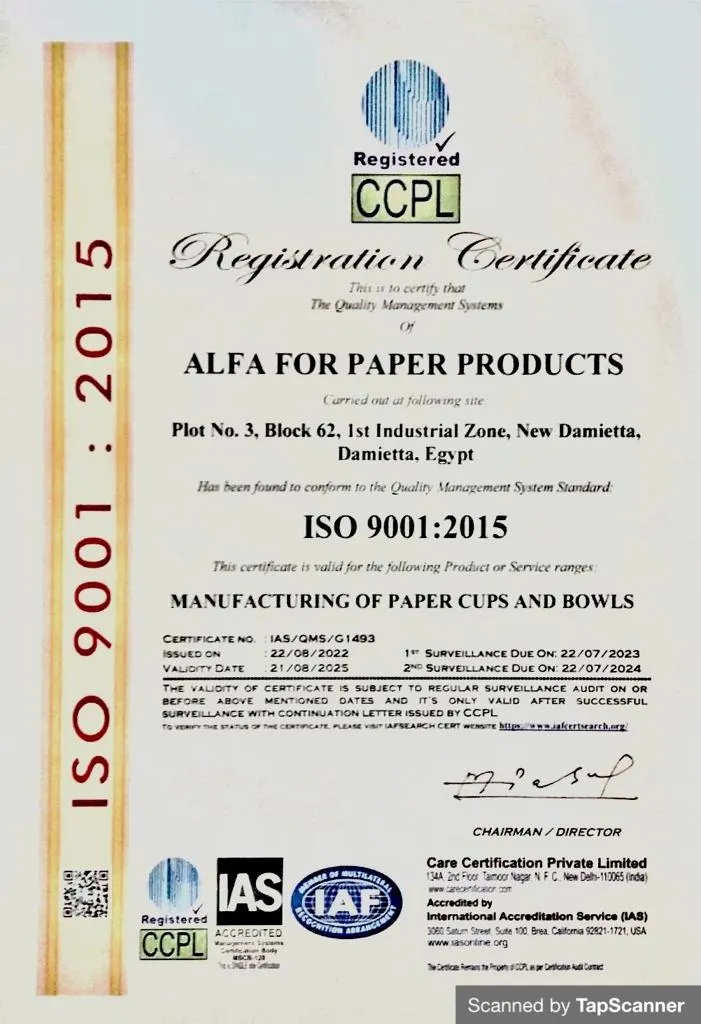 ISO 9001 : 2015
Registered
CCPL
Registration Certificate
This is to certify that
The Quality Management Systems
Of
ALFA FOR PAPER PRODUCTS
Carried out at following site:
Plot No. 3, Block 62, 1st Industrial Zone, New Damietta,
Damietta, Egypt
Has been found to conform to the Quality Management System Standard:
ISO 9001:2015
This certificate is valid for the following Product or Service ranges:
MANUFACTURING OF PAPER CUPS AND BOWLS
CERTIFICATE NO. : IAS/QMS/G1493
ISSUED ON : 22/08/2022 1ST SURVEILLANCE DUE ON: 22/07/2023
VALIDITY DATE : 21/08/2025 2ND SURVEILLANCE DUE ON: 22/07/2024
THE VALIDITY OF CERTIFICATE IS SUBJECT TO REGULAR SURVEILLANCE AUDIT ON OR
BEFORE ABOVE MENTIONED DATES AND IT'S ONLY VALID AFTER SUCCESSFUL
SURVEILLANCE WITH CONTINUATION LETTER ISSUED BY CCPL
TO VERIFY THE STATUS OF THE CERTIFICATE, PLEASE VISIT IAFSEARCH CERT WEBSITE https://www.iafcertsearch.org/
CHAIRMAN / DIRECTOR
Registered
CCPL
IAS
ACCREDITED
Management Systems
Certification Body
MSCB-128
MEMBER OF MULTILATERAL
IAF
RECOGNITION ARRANGEMENT
Care Certification Private Limited
134A, 2nd Floor, Taimoor Nagar, N. F. C., New Delhi-110065 (India)
www.carecertification.com
Accredited by
International Accreditation Service (IAS)
3060 Saturn Street, Suite 100, Brea, California 92821-1721, USA
www.iasonline.org
The Certificate Remains the Property of CCPL as per Certification Audit Contract
Scanned by TapScanner